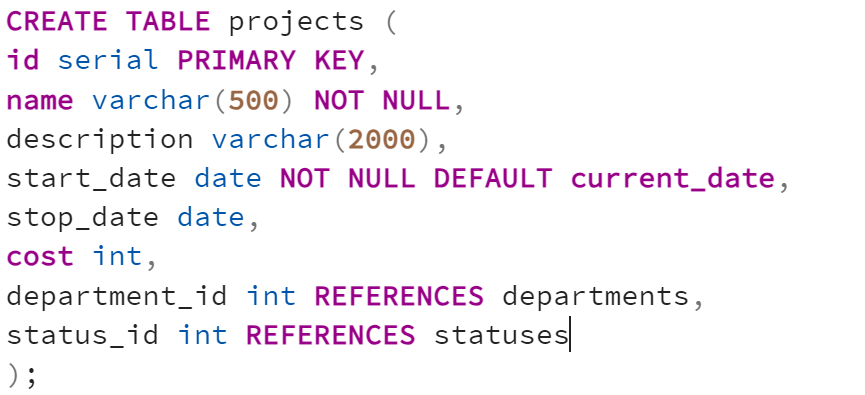 CREATE TABLE projects (
id serial PRIMARY KEY,
name varchar(500) NOT NULL,
description varchar(2000),
start_date date NOT NULL DEFAULT current_date,
stop_date date,
cost int,
department_id int REFERENCES departments,
status_id int REFERENCES statuses
);